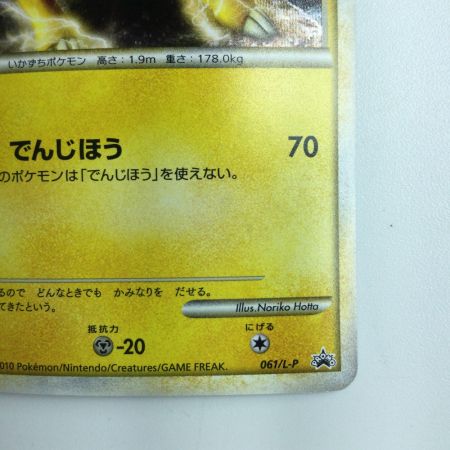 いかずちポケモン 高さ：1.9m 重さ：178.0kg
でんじほう 70
のポケモンは「でんじほう」を使えない。
るので どんなときでも かみなりを だせる。
てきたという。
Illus. Noriko Hotta
抵抗力 にげる
-20
010 Pokémon/Nintendo/Creatures/GAME FREAK. 061/L-P